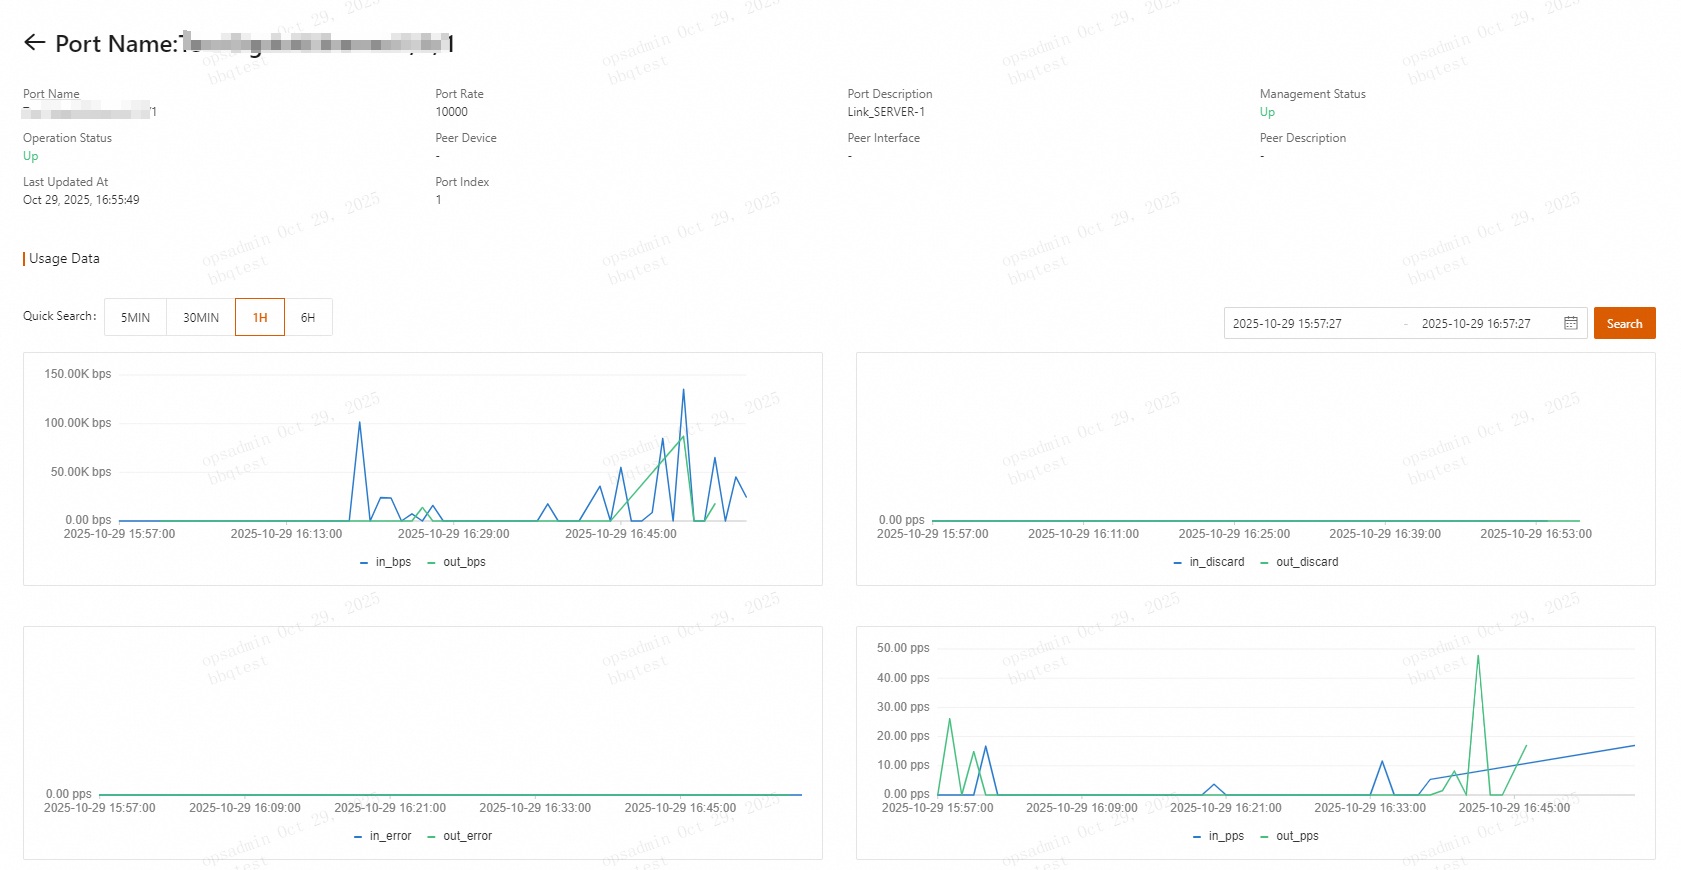 Port Name:
Port Name
Port Rate
10000
Port Description
Link_SERVER-1
Management Status
Up
Operation Status
Up
Peer Device
-
Peer Interface
-
Peer Description
-
Last Updated At
Oct 29, 2025, 16:55:49
Port Index
1
Usage Data
Quick Search: 5MIN 30MIN 1H 6H
2025-10-29 15:57:27 - 2025-10-29 16:57:27 Search
150.00K bps
100.00K bps
50.00K bps
0.00 bps
2025-10-29 15:57:00 2025-10-29 16:13:00 2025-10-29 16:29:00 2025-10-29 16:45:00
in_bps out_bps
0.00 pps
2025-10-29 15:57:00 2025-10-29 16:11:00 2025-10-29 16:25:00 2025-10-29 16:39:00 2025-10-29 16:53:00
in_discard out_discard
0.00 pps
2025-10-29 15:57:00 2025-10-29 16:09:00 2025-10-29 16:21:00 2025-10-29 16:33:00 2025-10-29 16:45:00
in_error out_error
50.00 pps
40.00 pps
30.00 pps
20.00 pps
10.00 pps
0.00 pps
2025-10-29 15:57:00 2025-10-29 16:09:00 2025-10-29 16:21:00 2025-10-29 16:33:00 2025-10-29 16:45:00
in_pps out_pps
opsadmin Oct 29, 2025
bbqtest